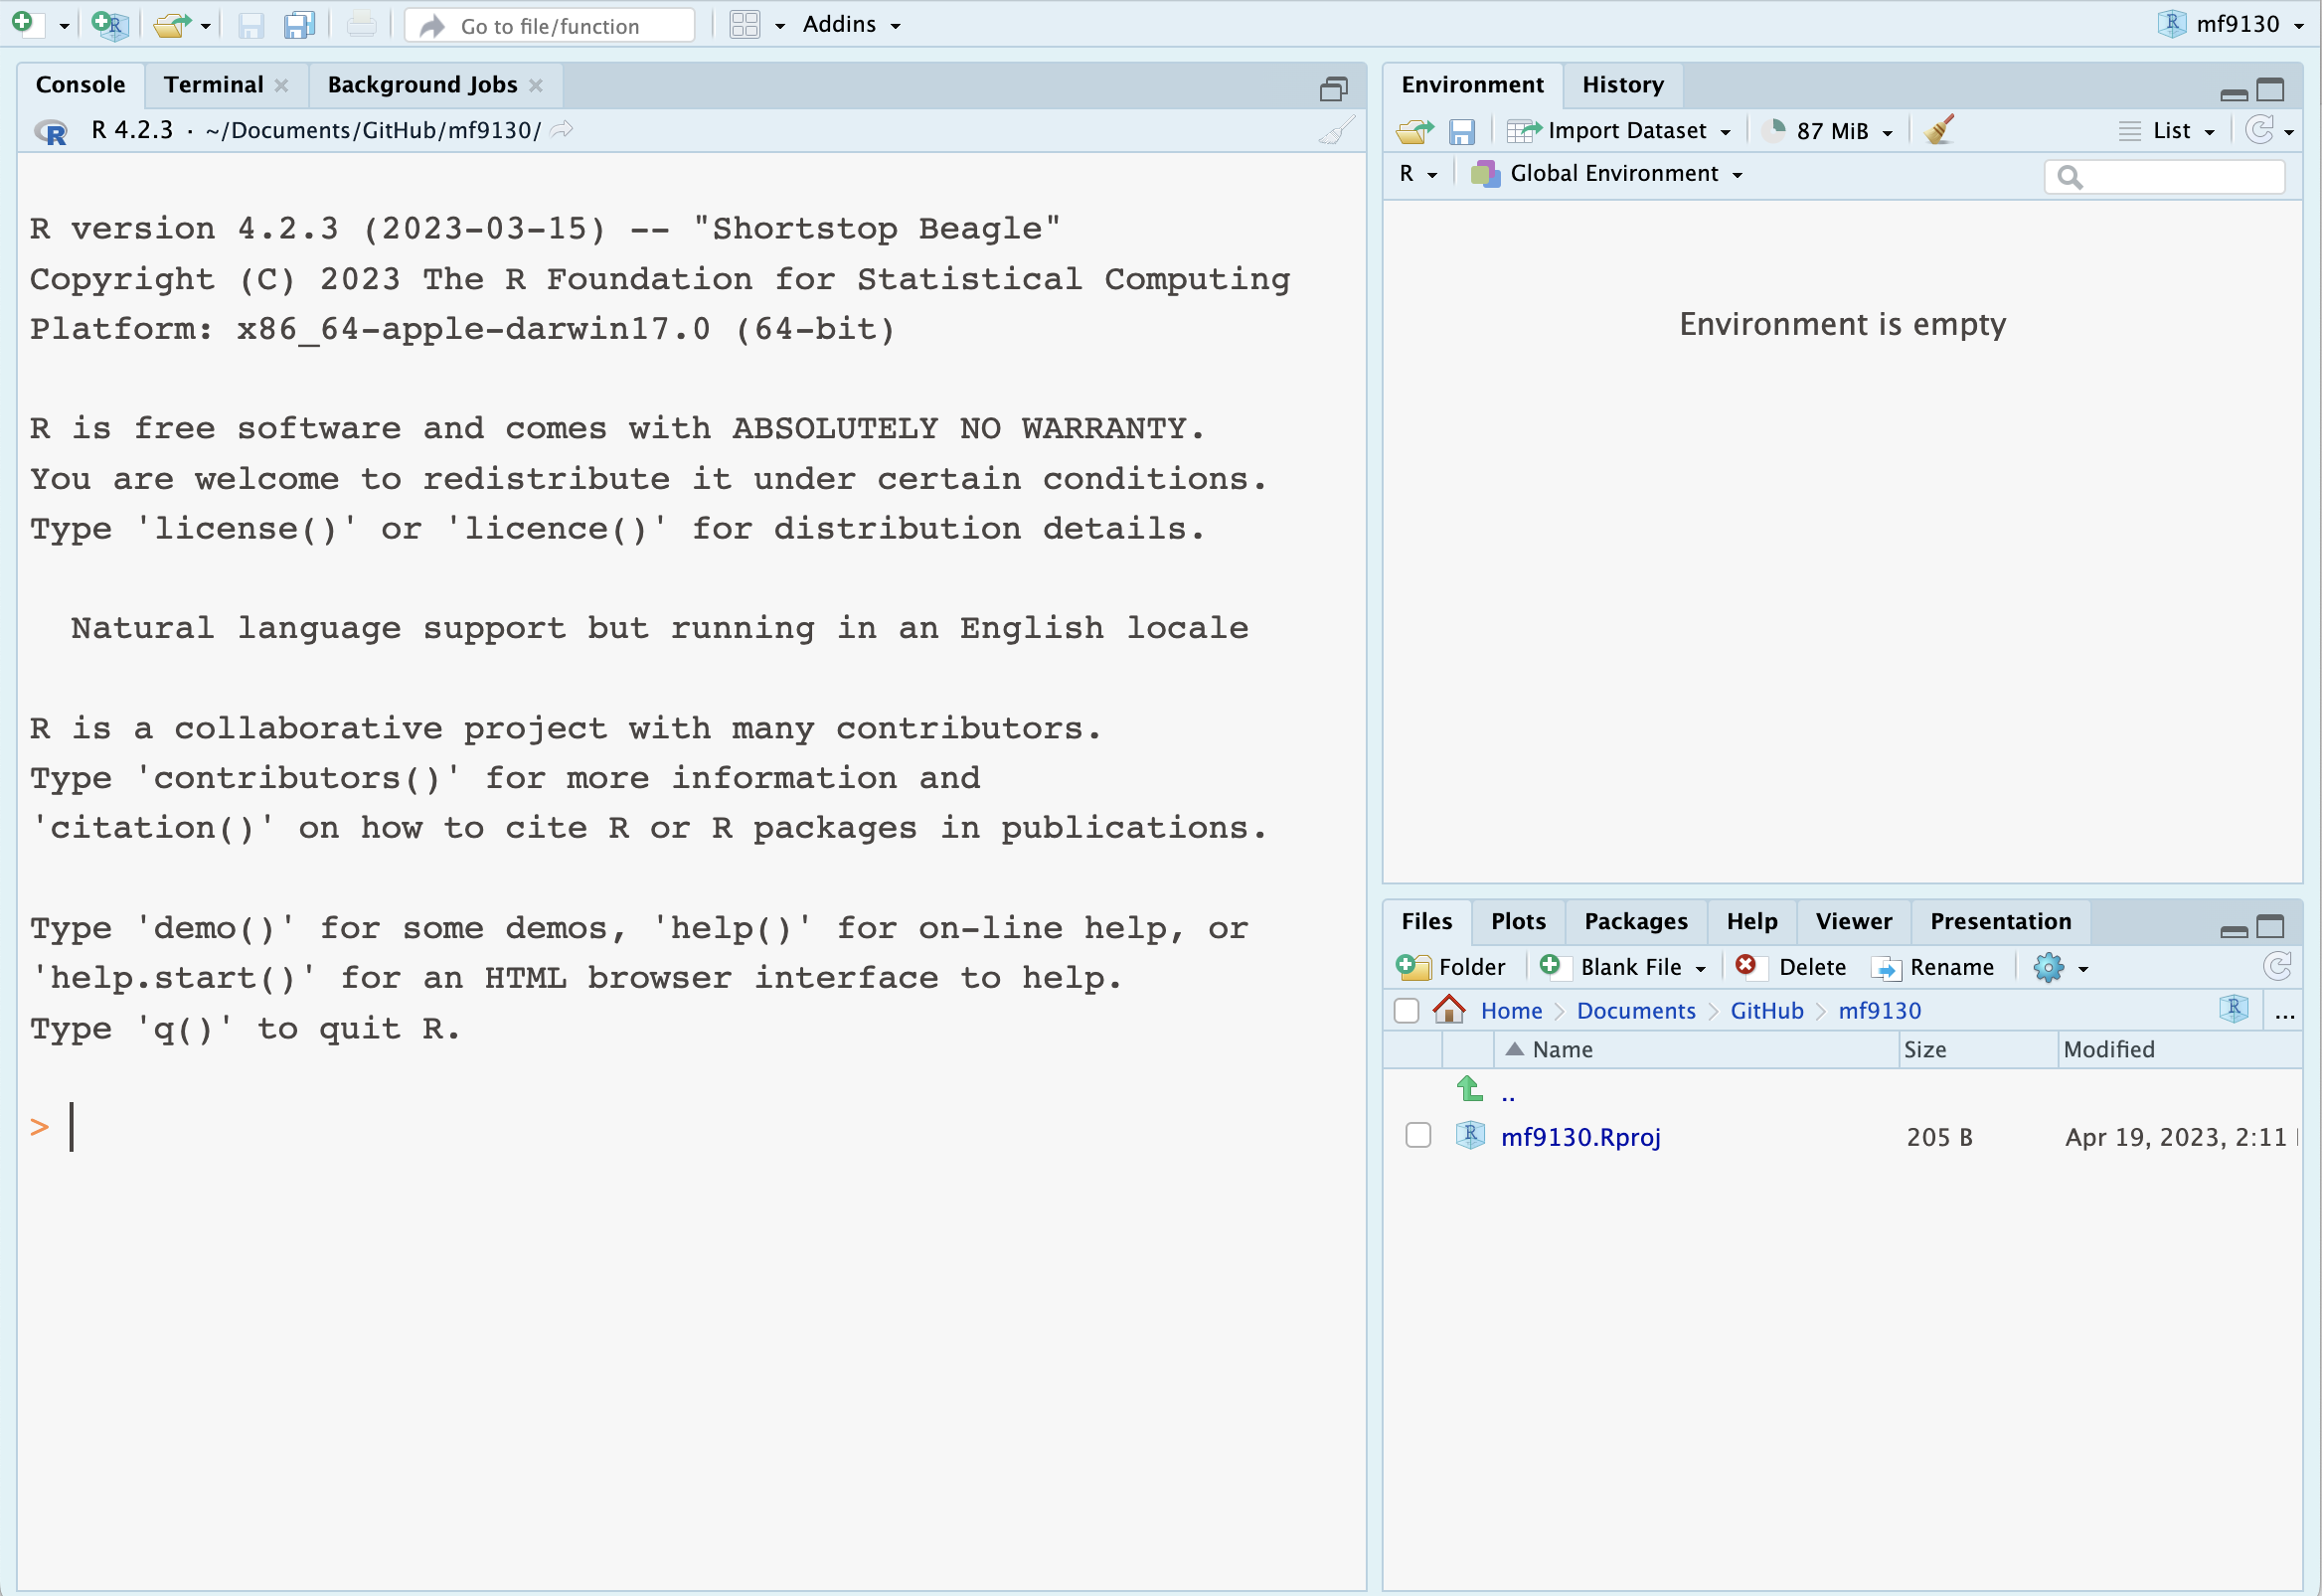 Go to file/function
Addins
mf9130
Console
Terminal
Background Jobs
R 4.2.3 · ~/Documents/GitHub/mf9130/
R version 4.2.3 (2023-03-15) -- "Shortstop Beagle"
Copyright (C) 2023 The R Foundation for Statistical Computing
Platform: x86_64-apple-darwin17.0 (64-bit)
R is free software and comes with ABSOLUTELY NO WARRANTY.
You are welcome to redistribute it under certain conditions.
Type 'license()' or 'licence()' for distribution details.
Natural language support but running in an English locale
R is a collaborative project with many contributors.
Type 'contributors()' for more information and
'citation()' on how to cite R or R packages in publications.
Type 'demo()' for some demos, 'help()' for on-line help, or
'help.start()' for an HTML browser interface to help.
Type 'q()' to quit R.
>
Environment
History
Import Dataset
87 MiB
List
R
Global Environment
Environment is empty
Files
Plots
Packages
Help
Viewer
Presentation
Folder
Blank File
Delete
Rename
Home
Documents
GitHub
mf9130
...
Name
Size
Modified
..
mf9130.Rproj
205 B
Apr 19, 2023, 2:11